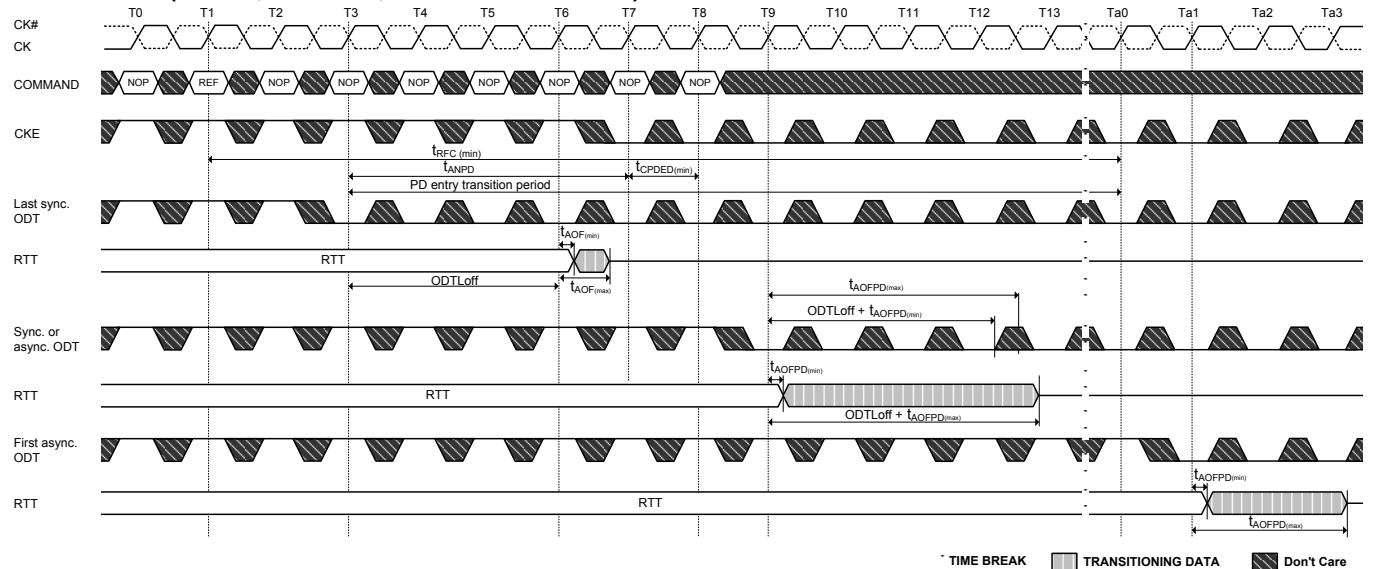 T0 T1 T2 T3 T4 T5 T6 T7 T8 T9 T10 T11 T12 T13 Ta0 Ta1 Ta2 Ta3
CK#
CK
COMMAND NOP REF NOP NOP NOP NOP NOP NOP NOP
CKE
tRFC (min)
tANPD tCPDED(min)
PD entry transition period
Last sync.
ODT
tAOF(min)
RTT RTT
ODTLoff tAOF(max)
tAOFPD(max)
ODTLoff + tAOFPD(min)
Sync. or
async. ODT
tAOFPD(min)
RTT RTT
ODTLoff + tAOFPD(max)
First async.
ODT
tAOFPD(min)
RTT RTT
tAOFPD(max)
TIME BREAK TRANSITIONING DATA Don't Care